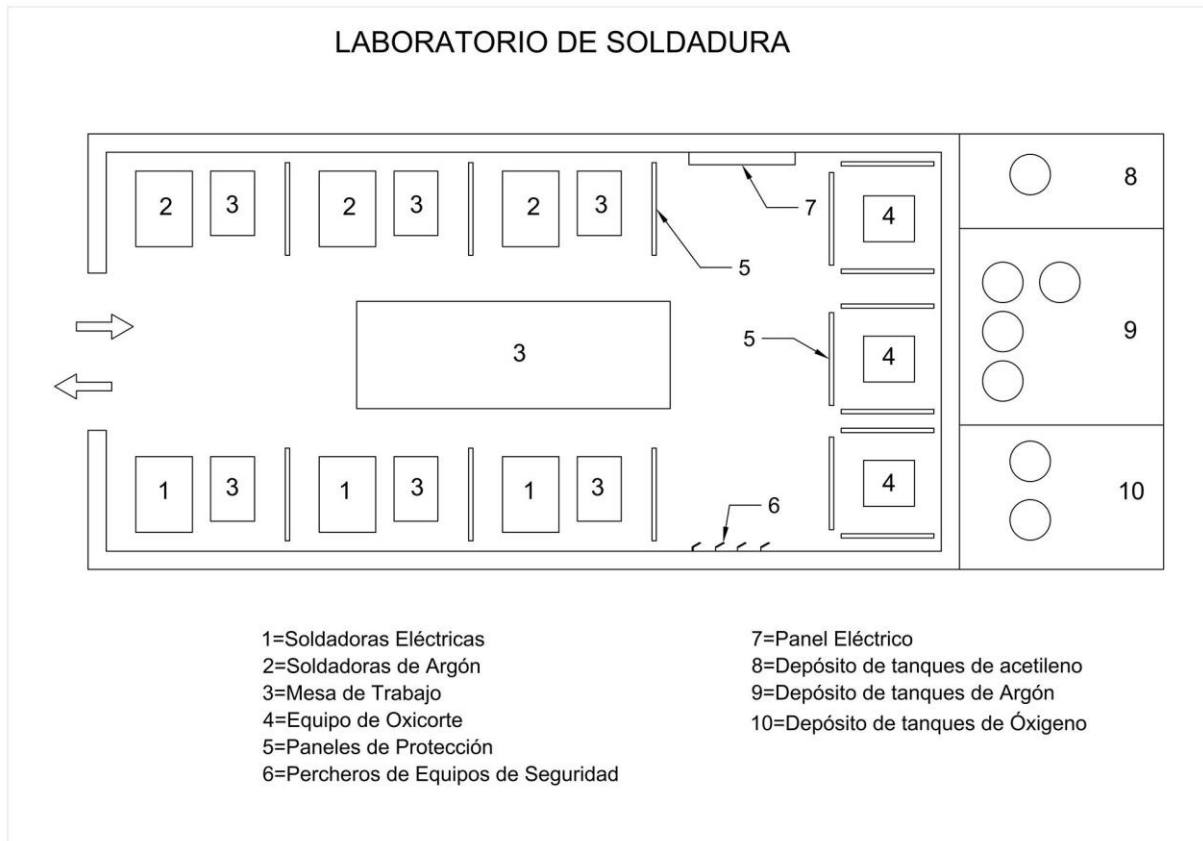 LABORATORIO DE SOLDADURA
2 3 2 3 2 3 7 4 8
5
3 5 4 9
1 3 1 3 1 3 6 4 10
1=Soldadoras Eléctricas
2=Soldadoras de Argón
3=Mesa de Trabajo
4=Equipo de Oxicorte
5=Paneles de Protección
6=Percheros de Equipos de Seguridad
7=Panel Eléctrico
8=Depósito de tanques de acetileno
9=Depósito de tanques de Argón
10=Depósito de tanques de Óxigeno